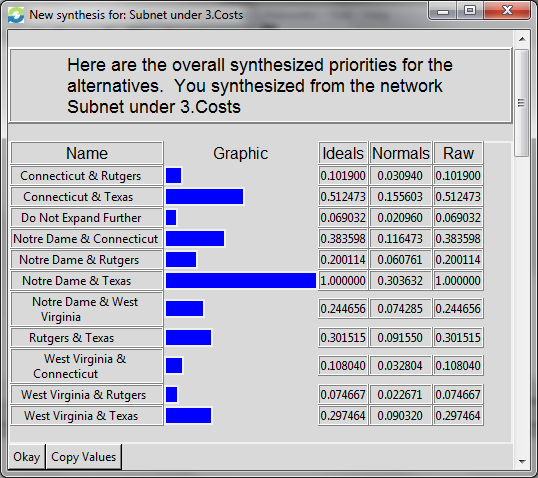 New synthesis for: Subnet under 3.Costs
Here are the overall synthesized priorities for the
alternatives. You synthesized from the network
Subnet under 3.Costs
Name Graphic Ideals Normals Raw
Connecticut & Rutgers 0.101900 0.030940 0.101900
Connecticut & Texas 0.512473 0.155603 0.512473
Do Not Expand Further 0.069032 0.020960 0.069032
Notre Dame & Connecticut 0.383598 0.116473 0.383598
Notre Dame & Rutgers 0.200114 0.060761 0.200114
Notre Dame & Texas 1.000000 0.303632 1.000000
Notre Dame & West
Virginia 0.244656 0.074285 0.244656
Rutgers & Texas 0.301515 0.091550 0.301515
West Virginia &
Connecticut 0.108040 0.032804 0.108040
West Virginia & Rutgers 0.074667 0.022671 0.074667
West Virginia & Texas 0.297464 0.090320 0.297464
Okay Copy Values